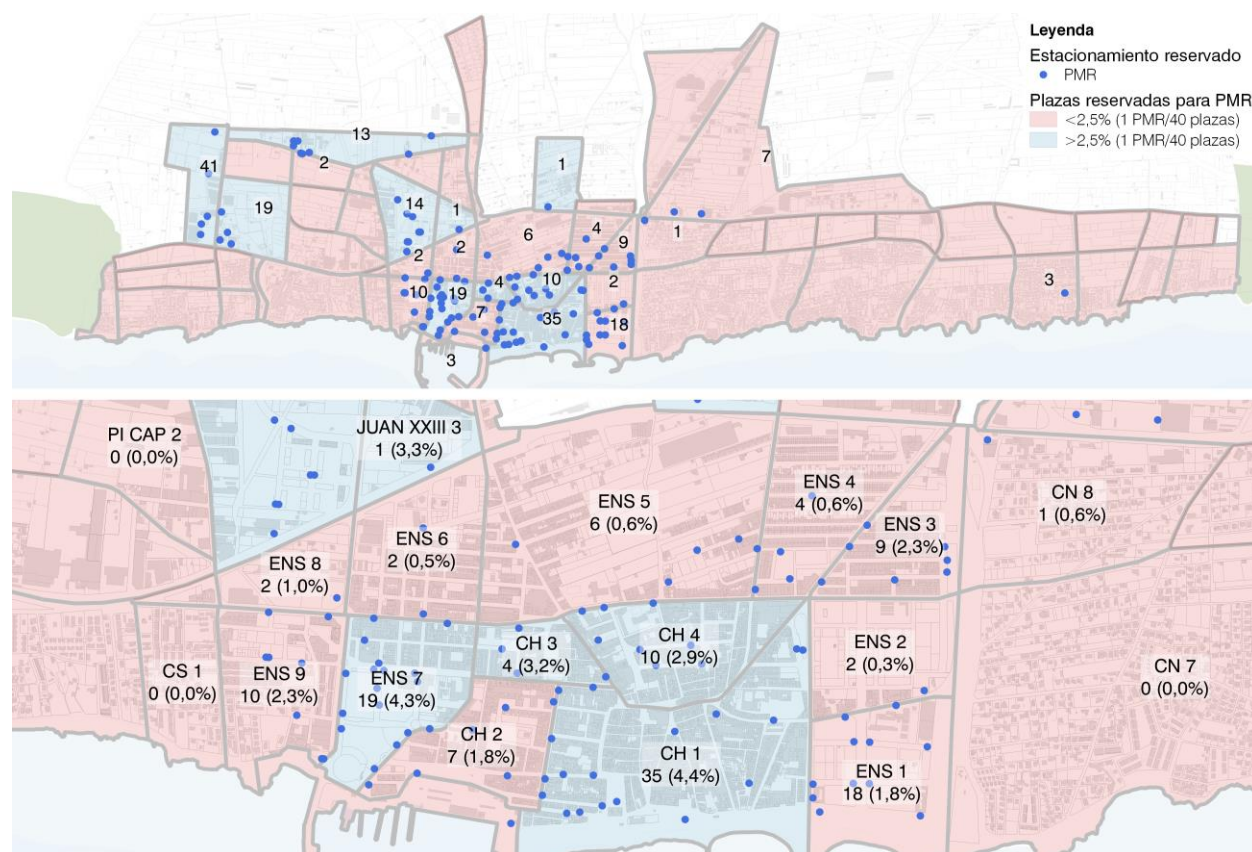 Leyenda
Estacionamiento reservado
PMR
Plazas reservadas para PMR
<2,5% (1 PMR/40 plazas)
>2,5% (1 PMR/40 plazas)
13
2
41
19
14
1
1
7
2
2
6
4
9
1
10
19
4
10
2
3
7
35
18
3
PI CAP 2
0 (0,0%)
JUAN XXIII 3
1 (3,3%)
ENS 5
6 (0,6%)
ENS 4
4 (0,6%)
CN 8
1 (0,6%)
ENS 3
9 (2,3%)
ENS 6
2 (0,5%)
ENS 8
2 (1,0%)
CS 1
0 (0,0%)
ENS 9
10 (2,3%)
ENS 7
19 (4,3%)
CH 3
4 (3,2%)
CH 4
10 (2,9%)
ENS 2
2 (0,3%)
CN 7
0 (0,0%)
CH 2
7 (1,8%)
CH 1
35 (4,4%)
ENS 1
18 (1,8%)